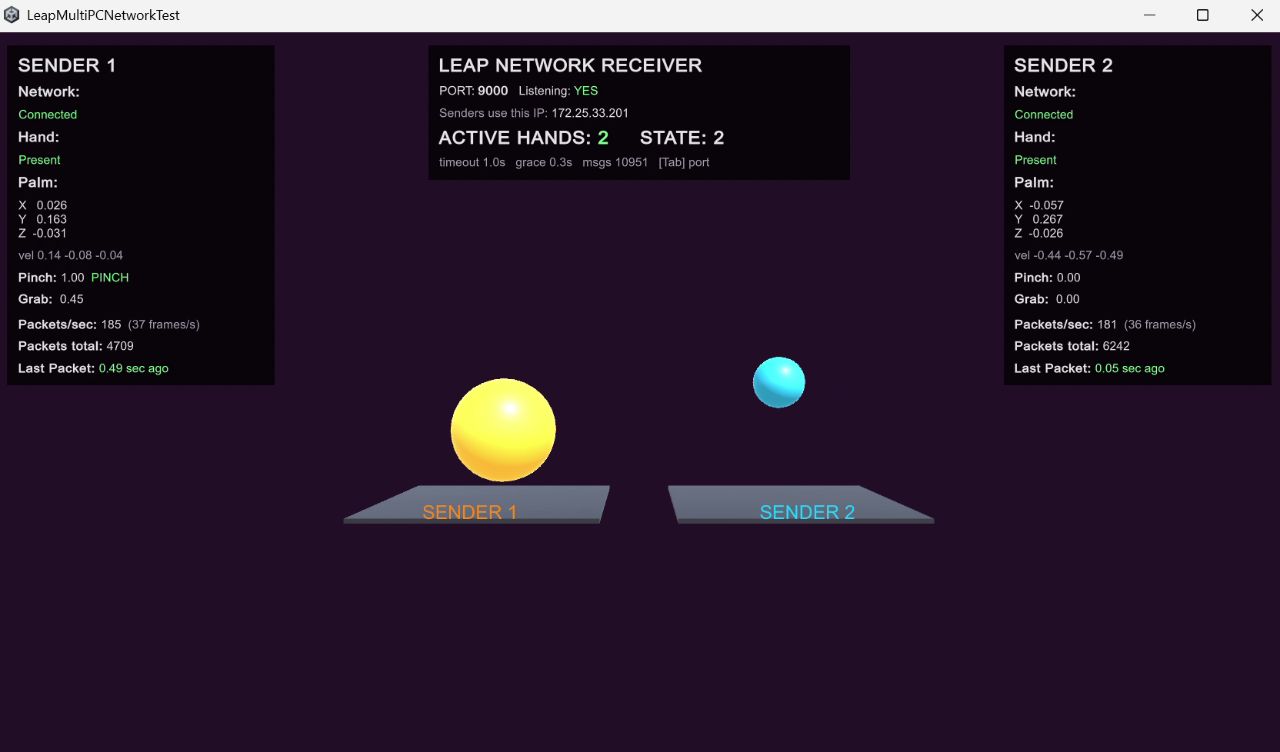 LeapMultiPCNetworkTest
SENDER 1
Network:
Connected
Hand:
Present
Palm:
X 0.026
Y 0.163
Z -0.031
vel 0.14 -0.08 -0.04
Pinch: 1.00 PINCH
Grab: 0.45
Packets/sec: 185 (37 frames/s)
Packets total: 4709
Last Packet: 0.49 sec ago
LEAP NETWORK RECEIVER
PORT: 9000 Listening: YES
Senders use this IP: 172.25.33.201
ACTIVE HANDS: 2 STATE: 2
timeout 1.0s grace 0.3s msgs 10951 [Tab] port
SENDER 2
Network:
Connected
Hand:
Present
Palm:
X -0.057
Y 0.267
Z -0.026
vel -0.44 -0.57 -0.49
Pinch: 0.00
Grab: 0.00
Packets/sec: 181 (36 frames/s)
Packets total: 6242
Last Packet: 0.05 sec ago
SENDER 1
SENDER 2